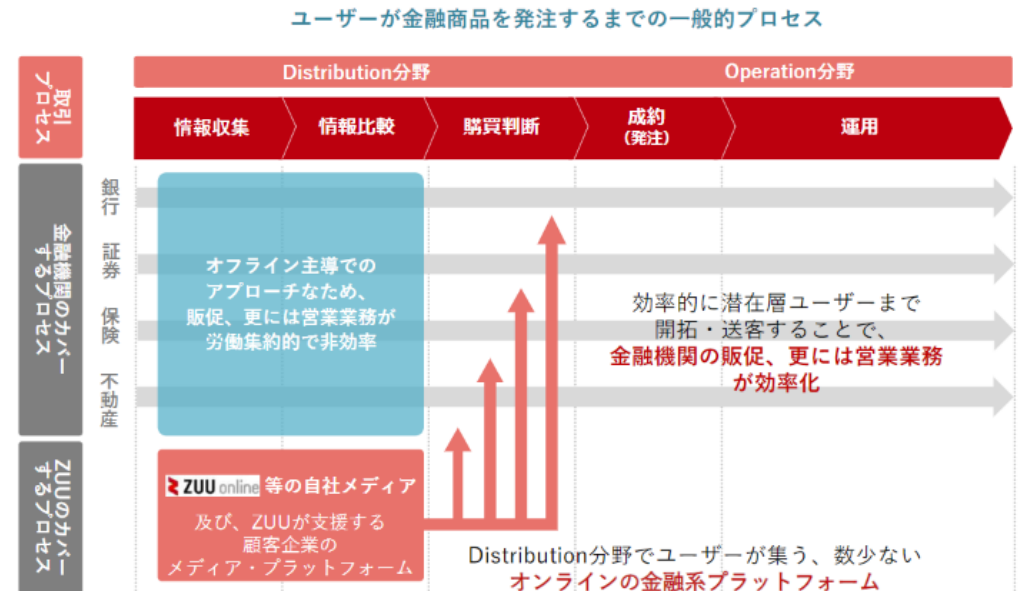 ユーザーが金融商品を発注するまでの一般的プロセス
取引
プロセス
Distribution分野
Operation分野
情報収集
情報比較
購買判断
成約
(発注)
運用
金融機関のカバー
するプロセス
銀行
証券
保険
不動産
オフライン主導での
アプローチなため、
販促、更には営業業務が
労働集約的で非効率
効率的に潜在層ユーザーまで
開拓・送客することで、
金融機関の販促、更には営業業務
が効率化
ZUUのカバー
するプロセス
ZUU online 等の自社メディア
及び、ZUUが支援する
顧客企業の
メディア・プラットフォーム
Distribution分野でユーザーが集う、数少ない
オンラインの金融系プラットフォーム